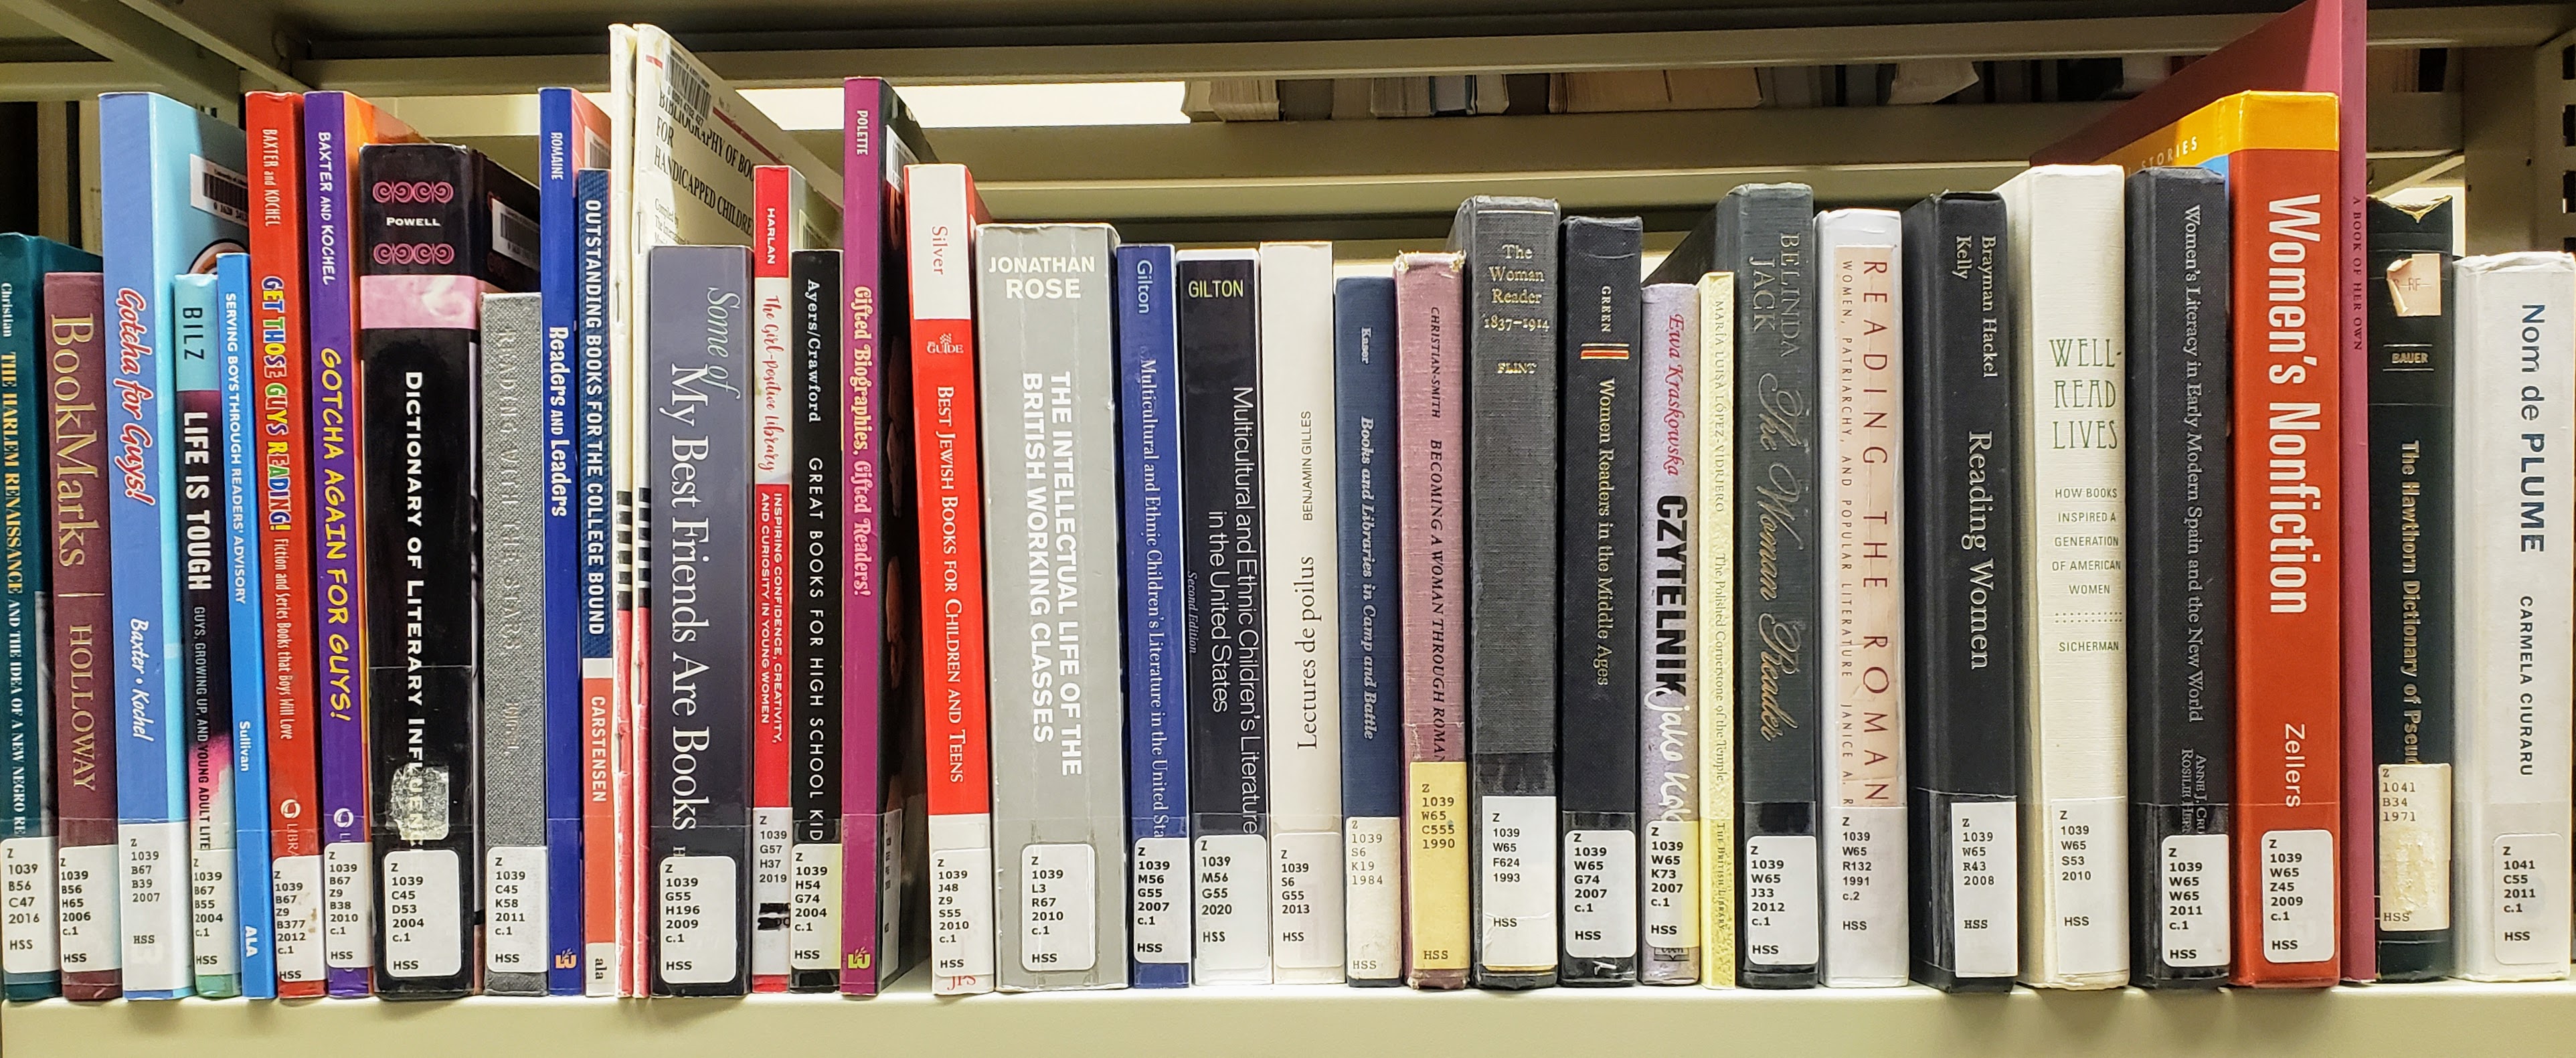 Christian THE HARLEM RENAISSANCE AND THE IDEA OF A NEW NEGRO RE
Z
1039
B56
C47
2016
HSS
BookMarks | HOLLOWAY
Z
1039
B56
H65
2006
c.1
HSS
Gotcha for Guys! Baxter • Kochel
Z
1039
B67
B39
2007
HSS
BILZ LIFE IS TOUGH GUYS, GROWING UP, AND YOUNG ADULT LITE
Z
1039
B67
B55
2004
c.1
HSS
SERVING BOYS THROUGH READERS' ADVISORY Sullivan ALA
BAXTER and KOCHEL GET THOSE GUYS READING! Fiction and Series Books that Boys Will Love
Z
1039
B67
Z9
B377
2012
c.1
HSS
BAXTER AND KOCHEL GOTCHA AGAIN FOR GUYS!
Z
1039
B67
Z9
B38
2010
c.1
HSS
POWELL
DICTIONARY OF LITERARY INFLUENC
Z
1039
C45
D53
2004
c.1
HSS
READING WITH THE STARS
Z
1039
C45
K58
2011
c.1
HSS
ROMAINE Readers AND Leaders
OUTSTANDING BOOKS FOR THE COLLEGE BOUND CARSTENSEN
ala
BIBLIOGRAPHY OF BOO
FOR
HANDICAPPED CHILDRE
Some of
My Best Friends Are Books
Z
1039
G55
H196
2009
c.1
HSS
HARLAN The Girl-Positive Library
INSPIRING CONFIDENCE, CREATIVITY,
AND CURIOSITY IN YOUNG WOMEN
Z
1039
G57
H37
2019
Ayers/Crawford GREAT BOOKS FOR HIGH SCHOOL KID
Z
1039
H54
G74
2004
c.1
HSS
POLETTE Gifted Biographies, Gifted Readers!
Silver
GUIDE
BEST JEWISH BOOKS FOR CHILDREN AND TEENS
Z
1039
J48
Z9
S55
2010
c.1
HSS
JPS
JONATHAN
ROSE
THE INTELLECTUAL LIFE OF THE
BRITISH WORKING CLASSES
Z
1039
L3
R67
2010
c.1
HSS
Gilton Multicultural and Ethnic Children's Literature in the United Sta
Z
1039
M56
G55
2007
c.1
HSS
GILTON
Multicultural and Ethnic Children's Literature
in the United States
Second Edition
Z
1039
M56
G55
2020
HSS
BENJAMIN GILLES Lectures de poilus
Z
1039
S6
G55
2013
HSS
Kaser Books and Libraries in Camp and Battle
Z
1039
S6
K19
1984
HSS
CHRISTIAN-SMITH BECOMING A WOMAN THROUGH ROMAN
Z
1039
W65
C555
1990
HSS
The
Woman
Reader
1837–1914
FLINT
Z
1039
W65
F624
1993
HSS
GREEN Women Readers in the Middle Ages
Z
1039
W65
G74
2007
c.1
HSS
Ewa Kraskowska CZYTELNIK jako
Z
1039
W65
K73
2007
c.1
HSS
MARÍA LUISA LÓPEZ-VIDRIERO The Polished Cornerstone of the Temple THE BRITISH LIBRARY
BELINDA
JACK
The Woman Reader
Z
1039
W65
J33
2012
c.1
HSS
READING THE ROMAN
WOMEN, PATRIARCHY, AND POPULAR LITERATURE JANICE A. R
Z
1039
W65
R132
1991
c.2
HSS
Brayman Hackel
Kelly
Reading Women
Z
1039
W65
R43
2008
HSS
WELL-
READ
LIVES
HOW BOOKS
INSPIRED A
GENERATION
OF AMERICAN
WOMEN
SICHERMAN
Z
1039
W65
S53
2010
HSS
Women's Literacy in Early Modern Spain and the New World
Z
1039
W65
W65
2011
c.1
HSS
STORIES
Women's Nonfiction Zellers
Z
1039
W65
Z45
2009
c.1
HSS
A BOOK OF HER OWN
REF
BAUER
The Hawthorn Dictionary of Pseud
Z
1041
B34
1971
HSS
Nom de PLUME CARMELA CIURARU
Z
1041
C55
2011
c.1
HSS